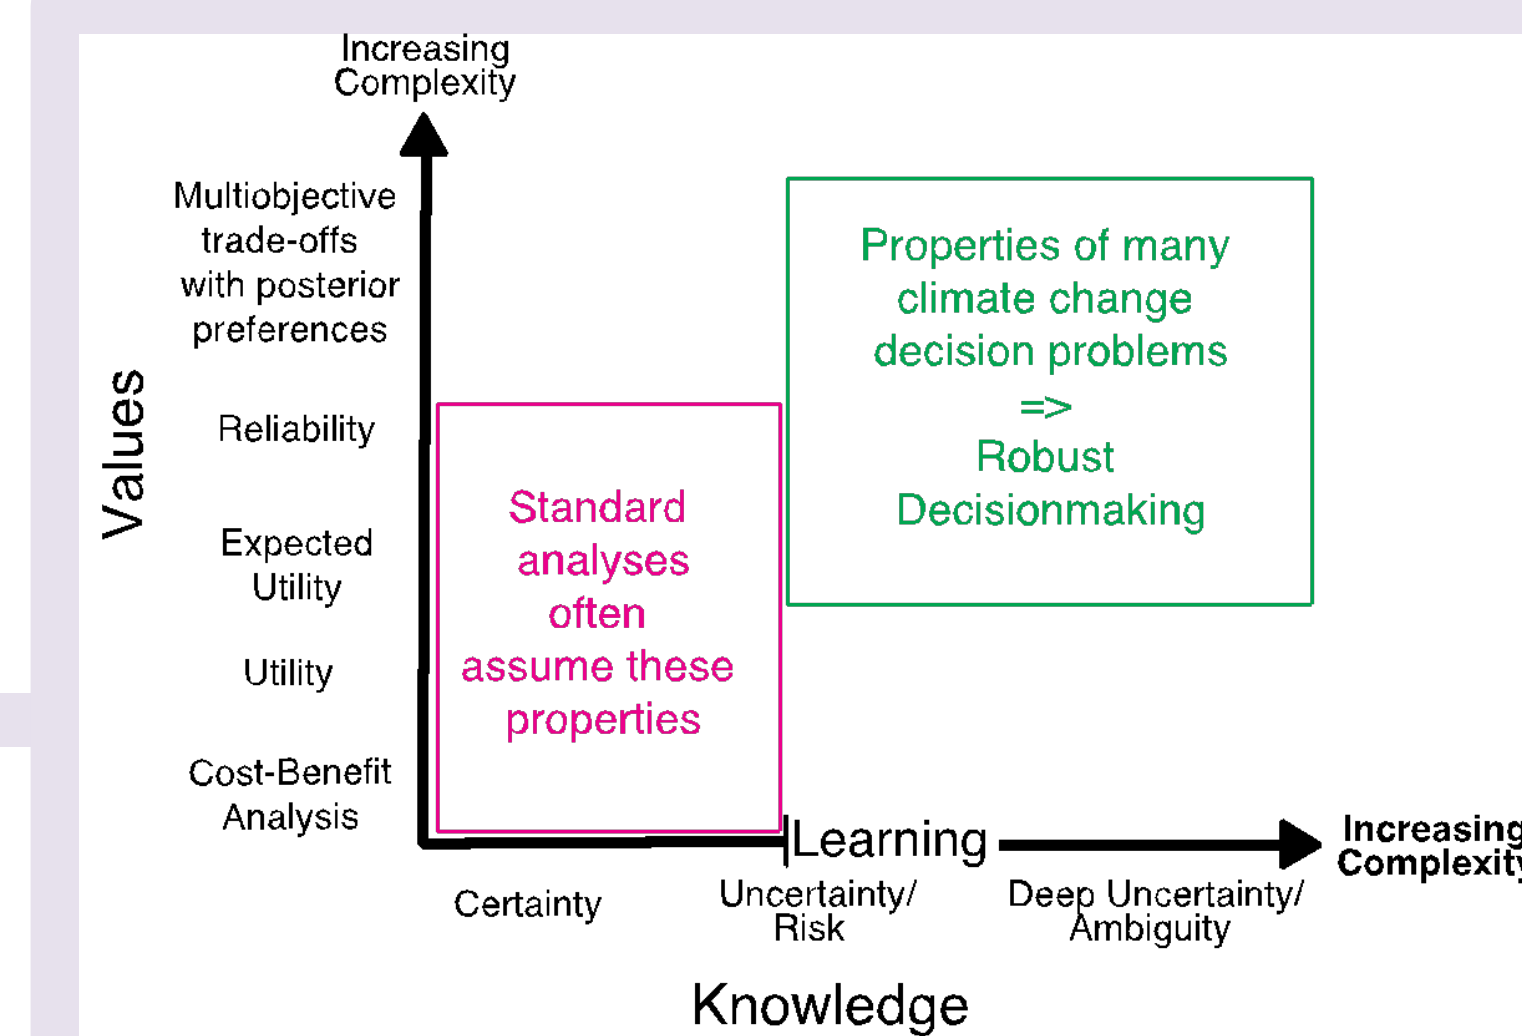 Increasing
Complexity
Multiobjective
trade-offs
with posterior
preferences
Values
Reliability
Expected
Utility
Utility
Cost-Benefit
Analysis
Properties of many
climate change
decision problems
=>
Robust
Decisionmaking
Standard
analyses
often
assume these
properties
Learning
Increasing
Complexity
Certainty
Uncertainty/
Risk
Deep Uncertainty/
Ambiguity
Knowledge